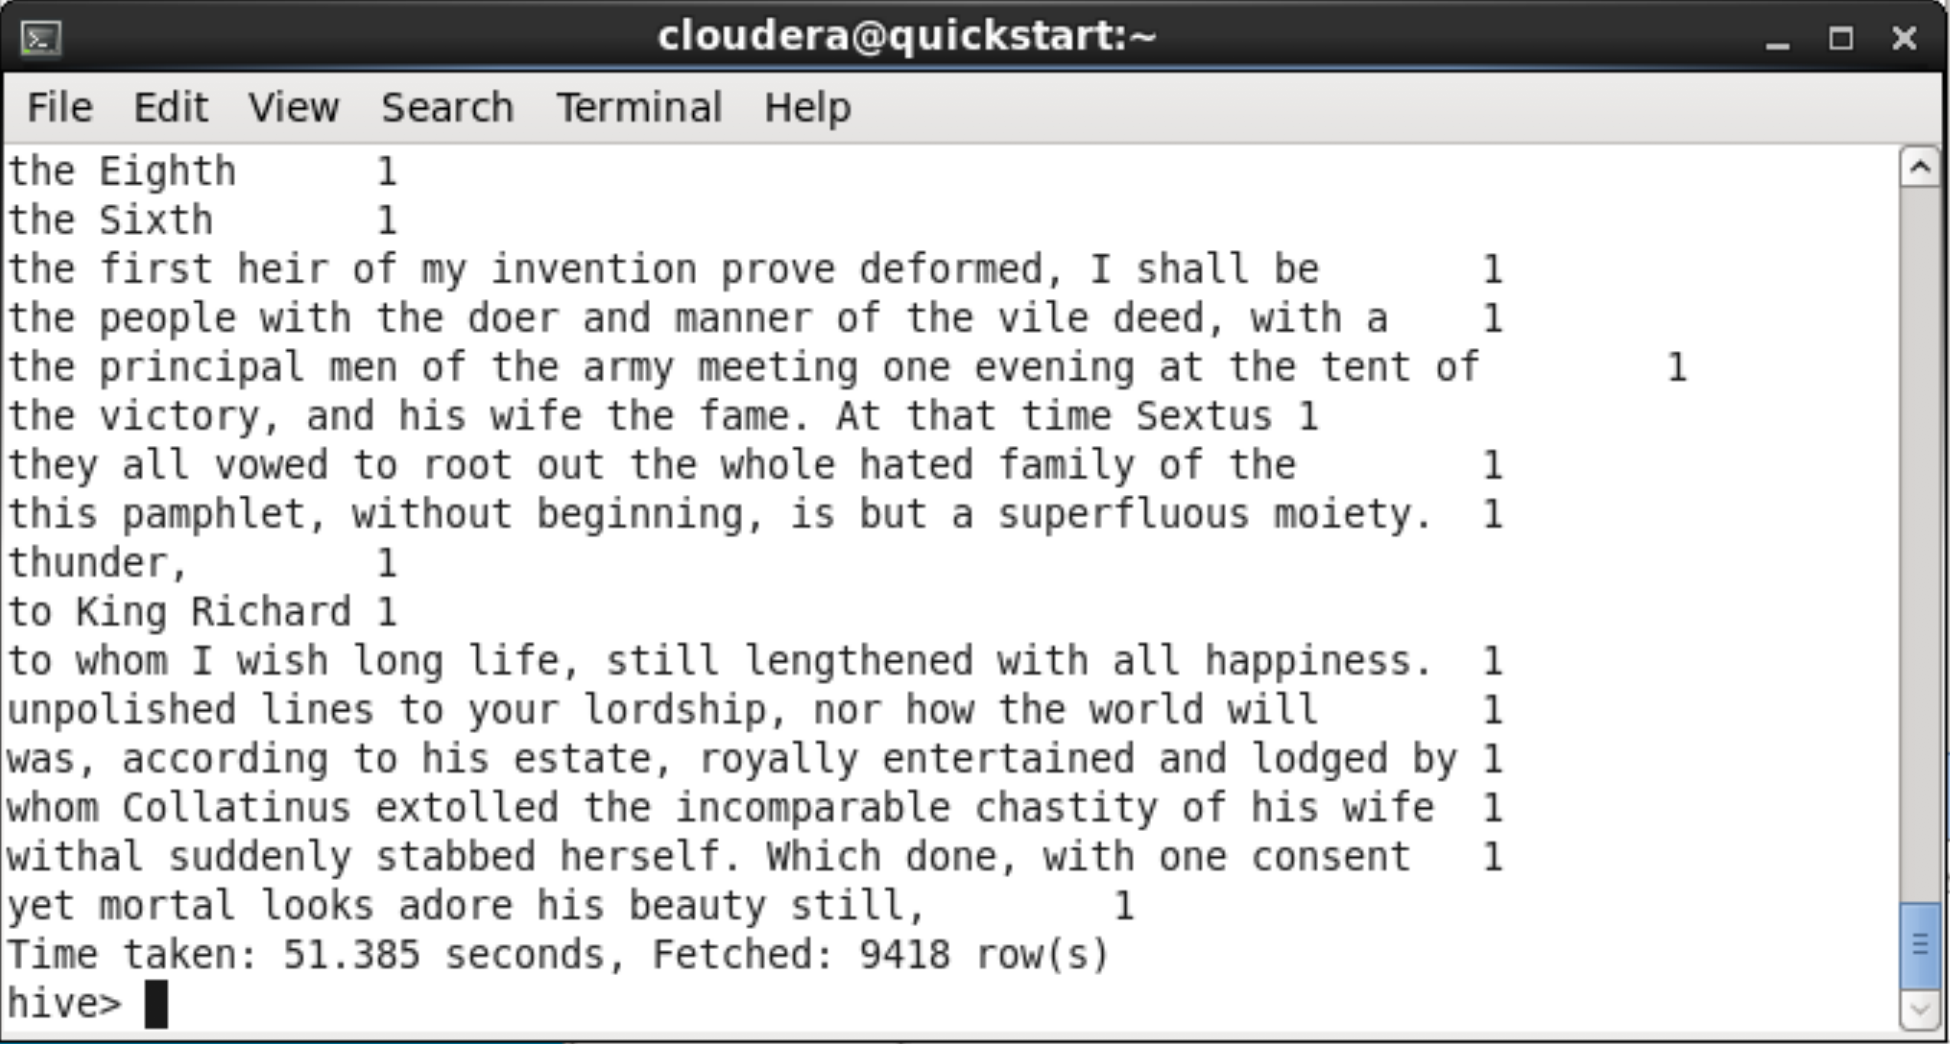 cloudera@quickstart:~
File Edit View Search Terminal Help
the Eighth 1
the Sixth 1
the first heir of my invention prove deformed, I shall be 1
the people with the doer and manner of the vile deed, with a 1
the principal men of the army meeting one evening at the tent of 1
the victory, and his wife the fame. At that time Sextus 1
they all vowed to root out the whole hated family of the 1
this pamphlet, without beginning, is but a superfluous moiety. 1
thunder, 1
to King Richard 1
to whom I wish long life, still lengthened with all happiness. 1
unpolished lines to your lordship, nor how the world will 1
was, according to his estate, royally entertained and lodged by 1
whom Collatinus extolled the incomparable chastity of his wife 1
withal suddenly stabbed herself. Which done, with one consent 1
yet mortal looks adore his beauty still, 1
Time taken: 51.385 seconds, Fetched: 9418 row(s)
hive>